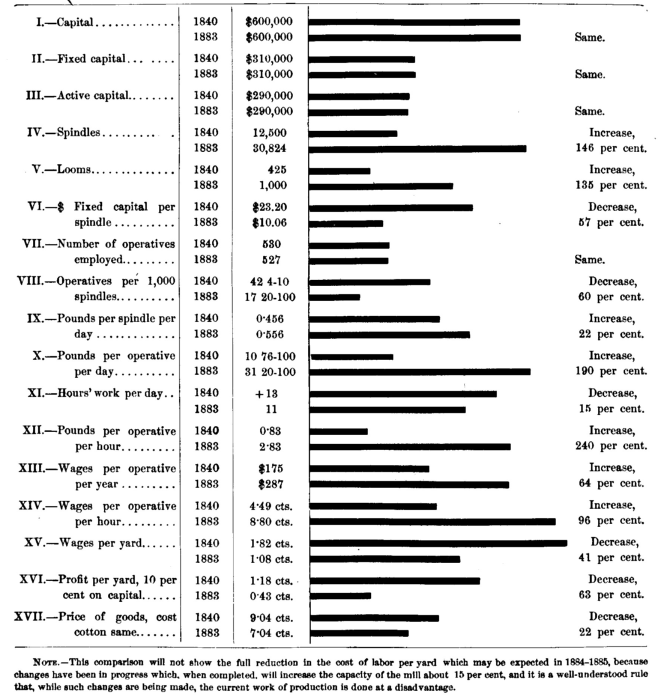 I.—Capital............. 1840 $600,000
1883 $600,000 Same.
II.—Fixed capital... .... 1840 $310,000
1883 $310,000 Same.
III.—Active capital........ 1840 $290,000
1883 $290,000 Same.
IV.—Spindles......... . 1840 12,500 Increase,
1883 30,824 146 per cent.
V.—Looms.............. 1840 425 Increase,
1883 1,000 135 per cent.
VI.—$ Fixed capital per 1840 $23.20 Decrease,
spindle.......... 1883 $10.06 57 per cent.
VII.—Number of operatives 1840 530
employed........ 1883 527 Same.
VIII.—Operatives per 1,000 1840 42 4-10 Decrease,
spindles.......... 1883 17 20-100 60 per cent.
IX.—Pounds per spindle per 1840 0·456 Increase,
day ............. 1883 0·556 22 per cent.
X.—Pounds per operative 1840 10 76-100 Increase,
per day.......... 1883 31 20-100 190 per cent.
XI.—Hours' work per day.. 1840 +13 Decrease,
1883 11 15 per cent.
XII.—Pounds per operative 1840 0·83 Increase,
per hour......... 1883 2·83 240 per cent.
XIII.—Wages per operative 1840 $175 Increase,
per year ......... 1883 $287 64 per cent.
XIV.—Wages per operative 1840 4·49 cts. Increase,
per hour......... 1883 8·80 cts. 96 per cent.
XV.—Wages per yard...... 1840 1·82 cts. Decrease,
1883 1·08 cts. 41 per cent.
XVI.—Profit per yard, 10 per 1840 1·18 cts. Decrease,
cent on capital...... 1883 0·43 cts. 63 per cent.
XVII.—Price of goods, cost 1840 9·04 cts. Decrease,
cotton same....... 1883 7·04 cts. 22 per cent.
NOTE.—This comparison will not show the full reduction in the cost of labor per yard which may be expected in 1884-1885, because
changes have been in progress which, when completed, will increase the capacity of the mill about 15 per cent, and it is a well-understood rule
that, while such changes are being made, the current work of production is done at a disadvantage.